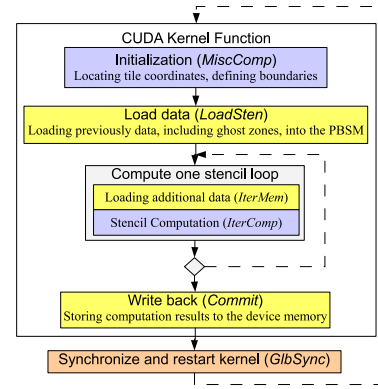 CUDA Kernel Function
Initialization (MiscComp)
Locating tile coordinates, defining boundaries
Load data (LoadSten)
Loading previously data, including ghost zones, into the PBSM
Compute one stencil loop
Loading additional data (IterMem)
Stencil Computation (IterComp)
Write back (Commit)
Storing computation results to the device memory
Synchronize and restart kernel (GlbSync)